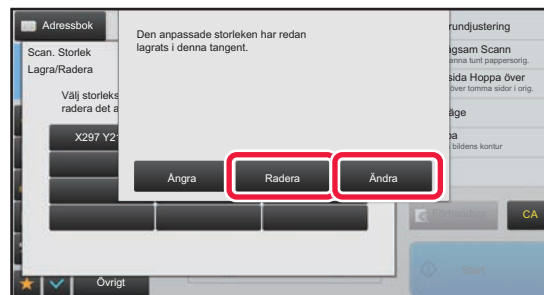 Adressbok
Den anpassade storleken har redan
lagrats i denna tangent.
Scan. Storlek
Lagra/Radera
Välj storleks
radera det a
X297 Y21
Ångra
Radera
Ändra
Övrigt
rundjustering
gsam Scann
anna tunt pappersorig.
sida Hoppa över
över tomma sidor i orig.
äge
pa
bildens kontur
CA
Start